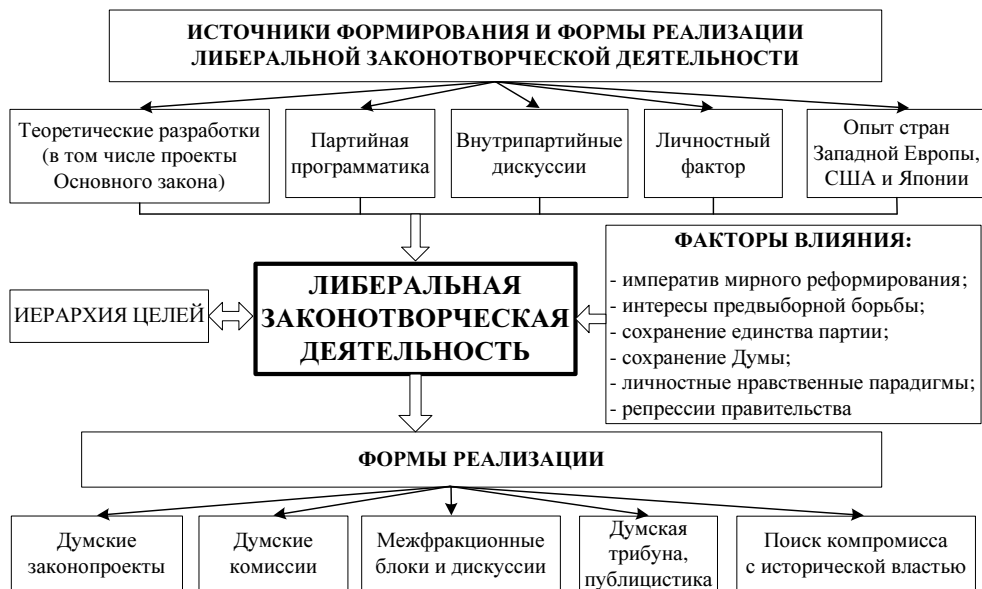 ИСТОЧНИКИ ФОРМИРОВАНИЯ И ФОРМЫ РЕАЛИЗАЦИИ
ЛИБЕРАЛЬНОЙ ЗАКОНОТВОРЧЕСКОЙ ДЕЯТЕЛЬНОСТИ
Теоретические разработки
(в том числе проекты
Основного закона)
Партийная
программатика
Внутрипартийные
дискуссии
Личностный
фактор
Опыт стран
Западной Европы,
США и Японии
ИЕРАРХИЯ ЦЕЛЕЙ
ЛИБЕРАЛЬНАЯ
ЗАКОНОТВОРЧЕСКАЯ
ДЕЯТЕЛЬНОСТЬ
ФАКТОРЫ ВЛИЯНИЯ:
- императив мирного реформирования;
- интересы предвыборной борьбы;
- сохранение единства партии;
- сохранение Думы;
- личностные нравственные парадигмы;
- репрессии правительства
ФОРМЫ РЕАЛИЗАЦИИ
Думские
законопроекты
Думские
комиссии
Межфракционные
блоки и дискуссии
Думская
трибуна,
публицистика
Поиск компромисса
с исторической властью